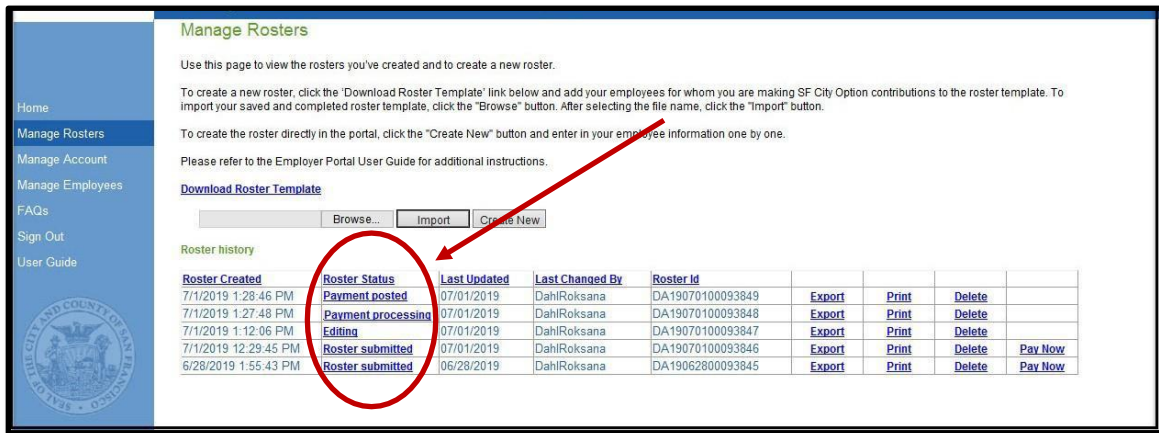 Manage Rosters
Use this page to view the rosters you've created and to create a new roster.
To create a new roster, click the 'Download Roster Template' link below and add your employees for whom you are making SF City Option contributions to the roster template. To
import your saved and completed roster template, click the "Browse" button. After selecting the file name, click the "Import" button.
To create the roster directly in the portal, click the "Create New" button and enter in your employee information one by one.
Please refer to the Employer Portal User Guide for additional instructions.
Download Roster Template
Browse... Import Create New
Home
Manage Rosters
Manage Account
Manage Employees
FAQs
Sign Out
User Guide
Roster history
Roster Created Roster Status Last Updated Last Changed By Roster Id
7/1/2019 1:28:46 PM Payment posted 07/01/2019 DahlRoksana DA19070100093849 Export Print Delete
7/1/2019 1:27:48 PM Payment processing 07/01/2019 DahlRoksana DA19070100093848 Export Print Delete
7/1/2019 1:12:06 PM Editing 07/01/2019 DahlRoksana DA19070100093847 Export Print Delete
7/1/2019 12:29:45 PM Roster submitted 07/01/2019 DahlRoksana DA19070100093846 Export Print Delete Pay Now
6/28/2019 1:55:43 PM Roster submitted 06/28/2019 DahlRoksana DA19062800093845 Export Print Delete Pay Now
SEAL OF THE CITY AND COUNTY OF SAN FRANCISCO